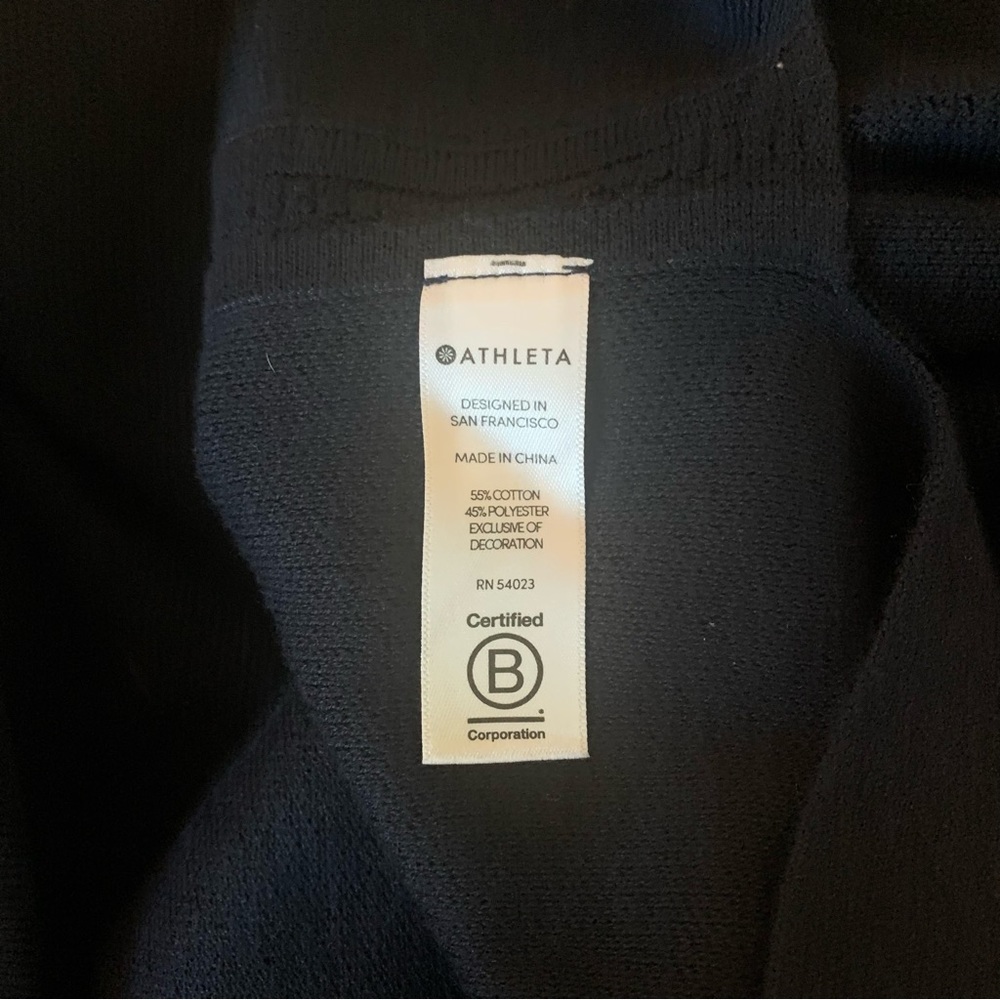 ATHLETA
DESIGNED IN
SAN FRANCISCO
MADE IN CHINA
55% COTTON
45% POLYESTER
EXCLUSIVE OF
DECORATION
RN 54023
Certified
B
Corporation